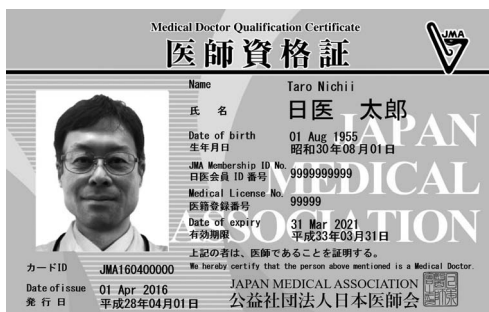 Medical Doctor Qualification Certificate
医師資格証
JMA
Name Taro Nichii
氏 名 日医 太郎
Date of birth 01 Aug 1955
生年月日 昭和30年08月01日
JMA Membership ID No.
日医会員 ID 番号 9999999999
Medical License No.
医籍登録番号 99999
Date of expiry 31 Mar 2021
有効期限 平成33年03月31日
JAPAN
MEDICAL
ASSOCIATION
上記の者は、医師であることを証明する。
We hereby certify that the person above mentioned is a Medical Doctor.
カードID JMA160400000
Date of issue 01 Apr 2016
発 行 日 平成28年04月01日
JAPAN MEDICAL ASSOCIATION
公益社団法人日本医師会